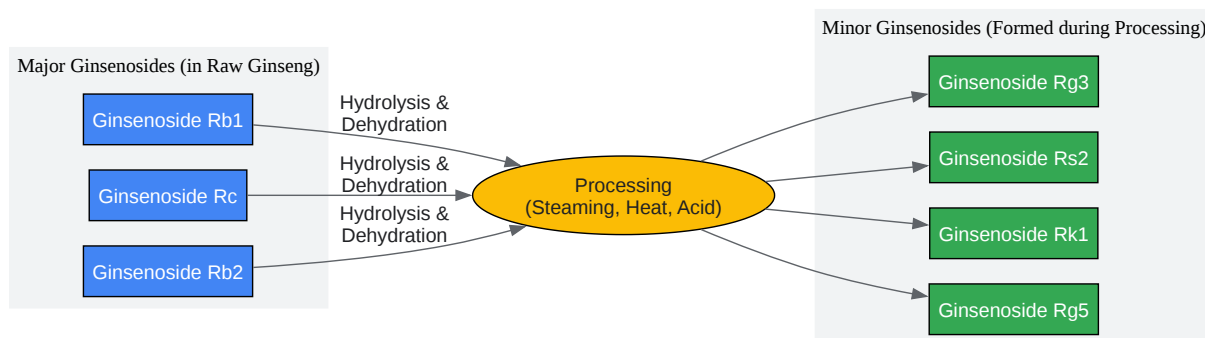 Major Ginsenosides (in Raw Ginseng)
Ginsenoside Rb1
Ginsenoside Rc
Ginsenoside Rb2
Hydrolysis &
Dehydration
Hydrolysis &
Dehydration
Hydrolysis &
Dehydration
Processing
(Steaming, Heat, Acid)
Minor Ginsenosides (Formed during Processing)
Ginsenoside Rg3
Ginsenoside Rs2
Ginsenoside Rk1
Ginsenoside Rg5